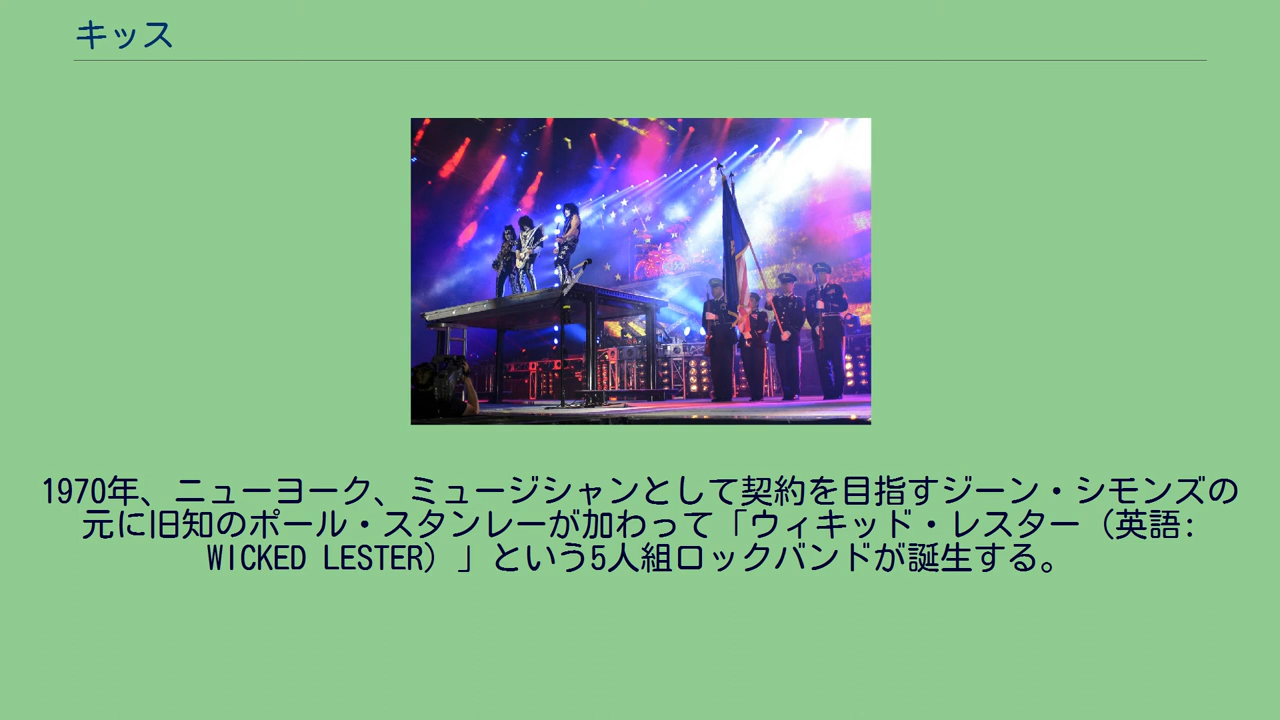 キッス
1970年、ニューヨーク、ミュージシャンとして契約を目指すジーン・シモンズの
元に旧知のポール・スタンレーが加わって「ウィキッド・レスター（英語:
WICKED LESTER）」という5人組ロックバンドが誕生する。